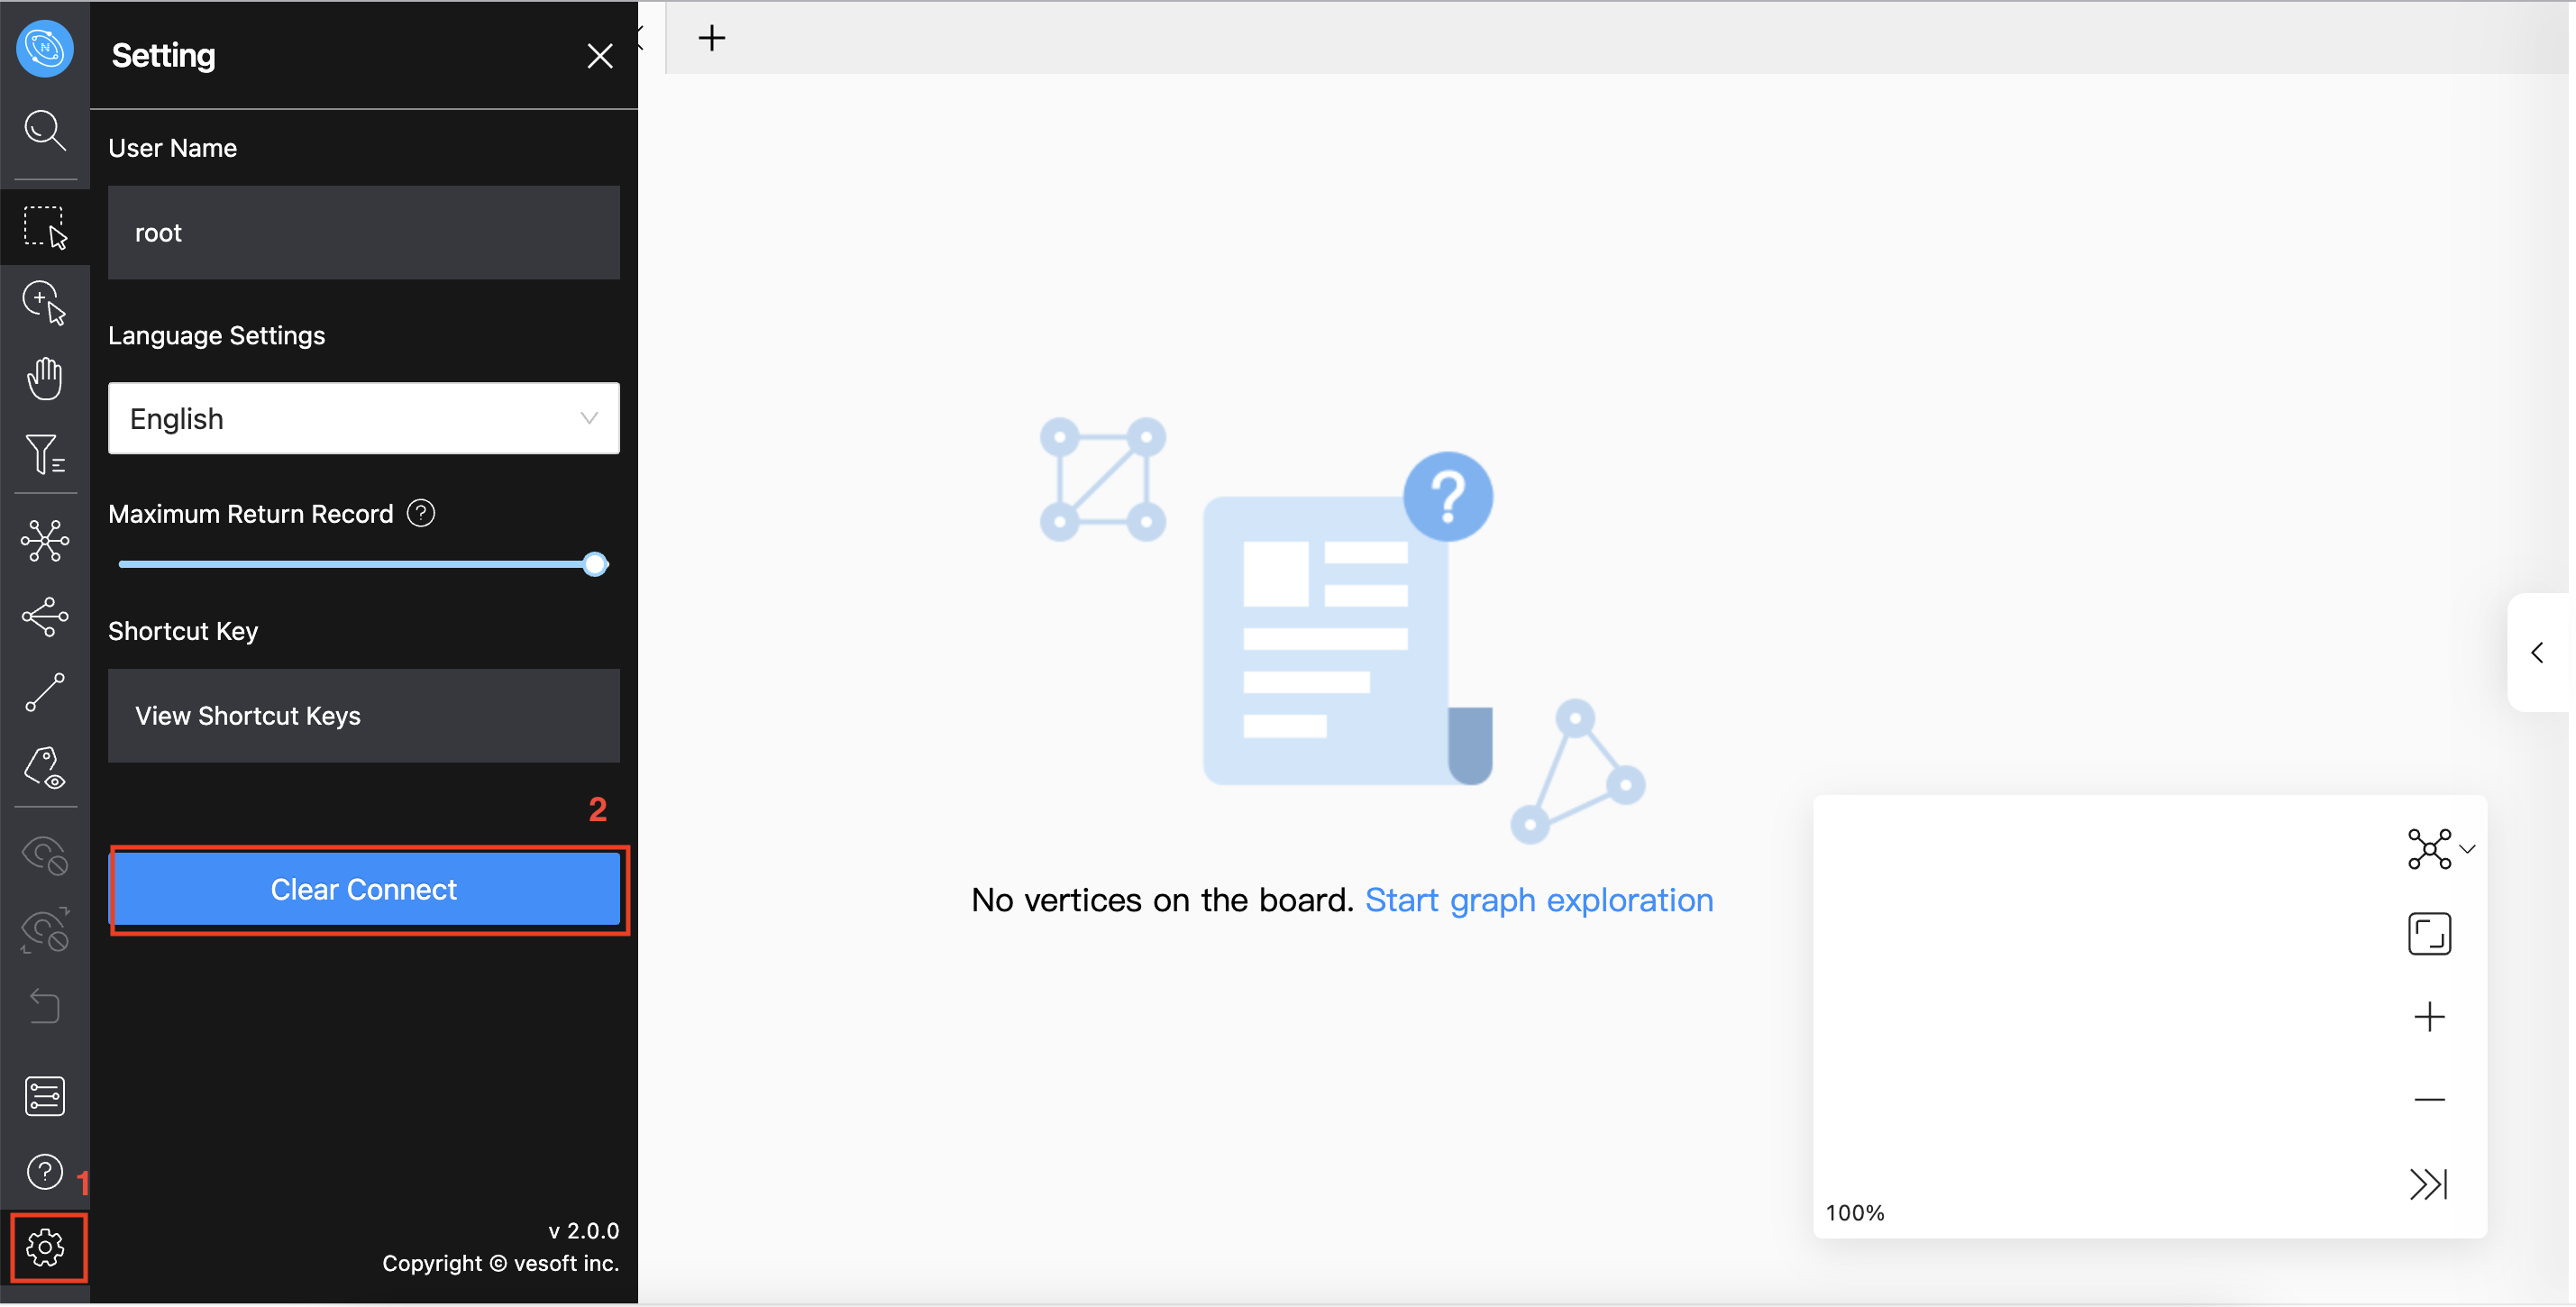 Setting
User Name
root
Language Settings
English
Maximum Return Record ?
Shortcut Key
View Shortcut Keys
2
Clear Connect
1
v 2.0.0
Copyright © vesoft inc.
?
No vertices on the board. Start graph exploration
100%